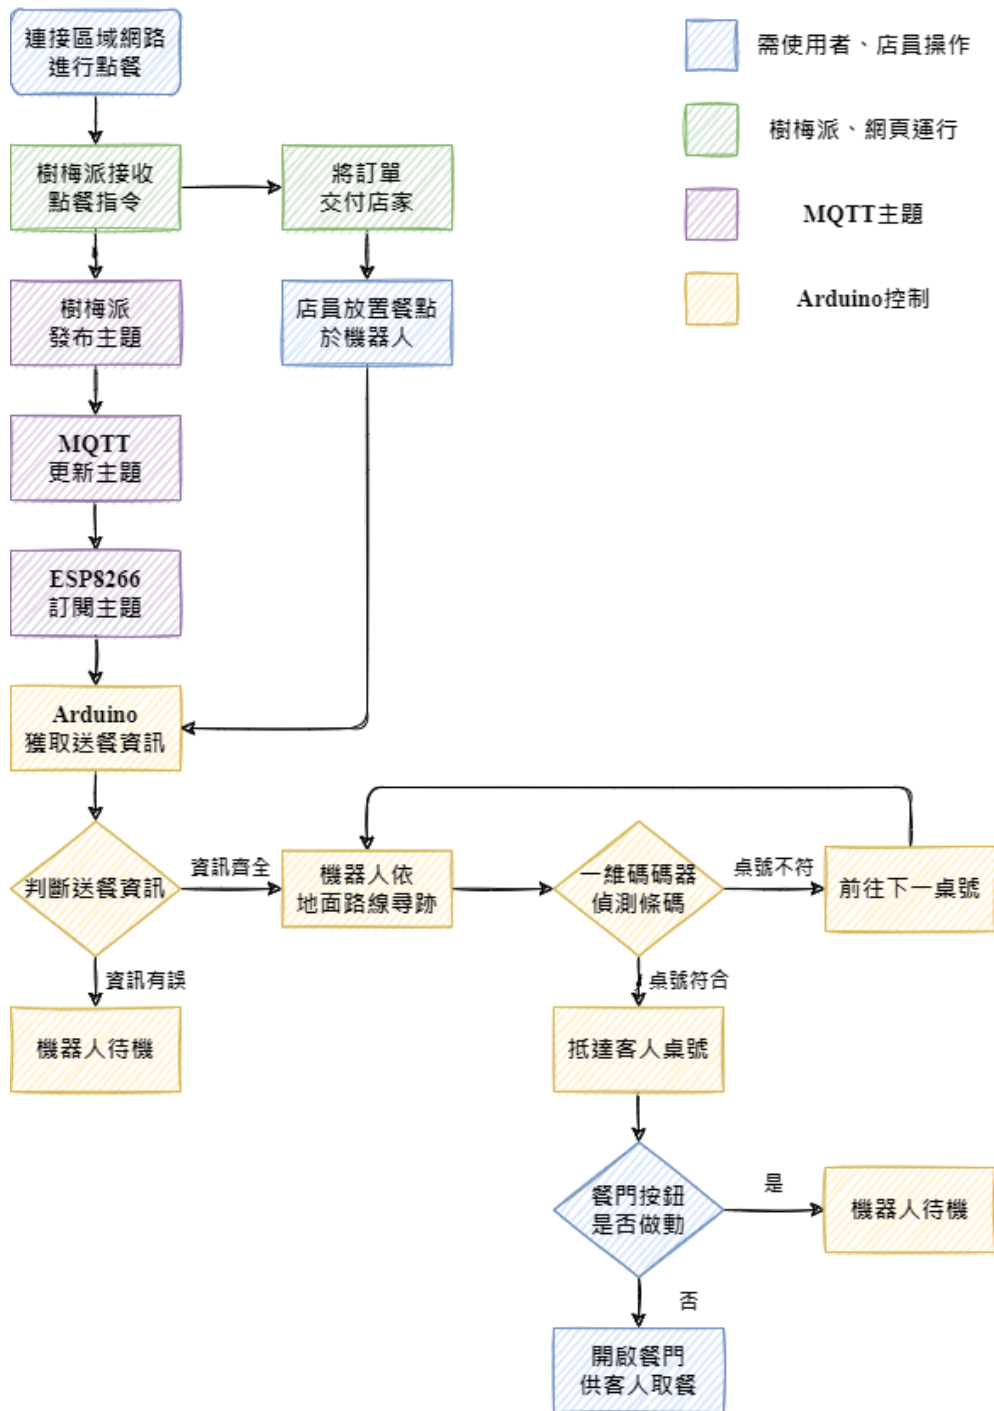 連接區域網路
進行點餐
需使用者、店員操作
樹梅派、網頁運行
MQTT主題
Arduino控制
樹梅派接收
點餐指令
將訂單
交付店家
樹梅派
發布主題
店員放置餐點
於機器人
MQTT
更新主題
ESP8266
訂閱主題
Arduino
獲取送餐資訊
判斷送餐資訊
資訊齊全
機器人依
地面路線尋跡
一維碼碼器
偵測條碼
桌號不符
前往下一桌號
資訊有誤
機器人待機
桌號符合
抵達客人桌號
餐門按鈕
是否做動
是
機器人待機
否
開啟餐門
供客人取餐